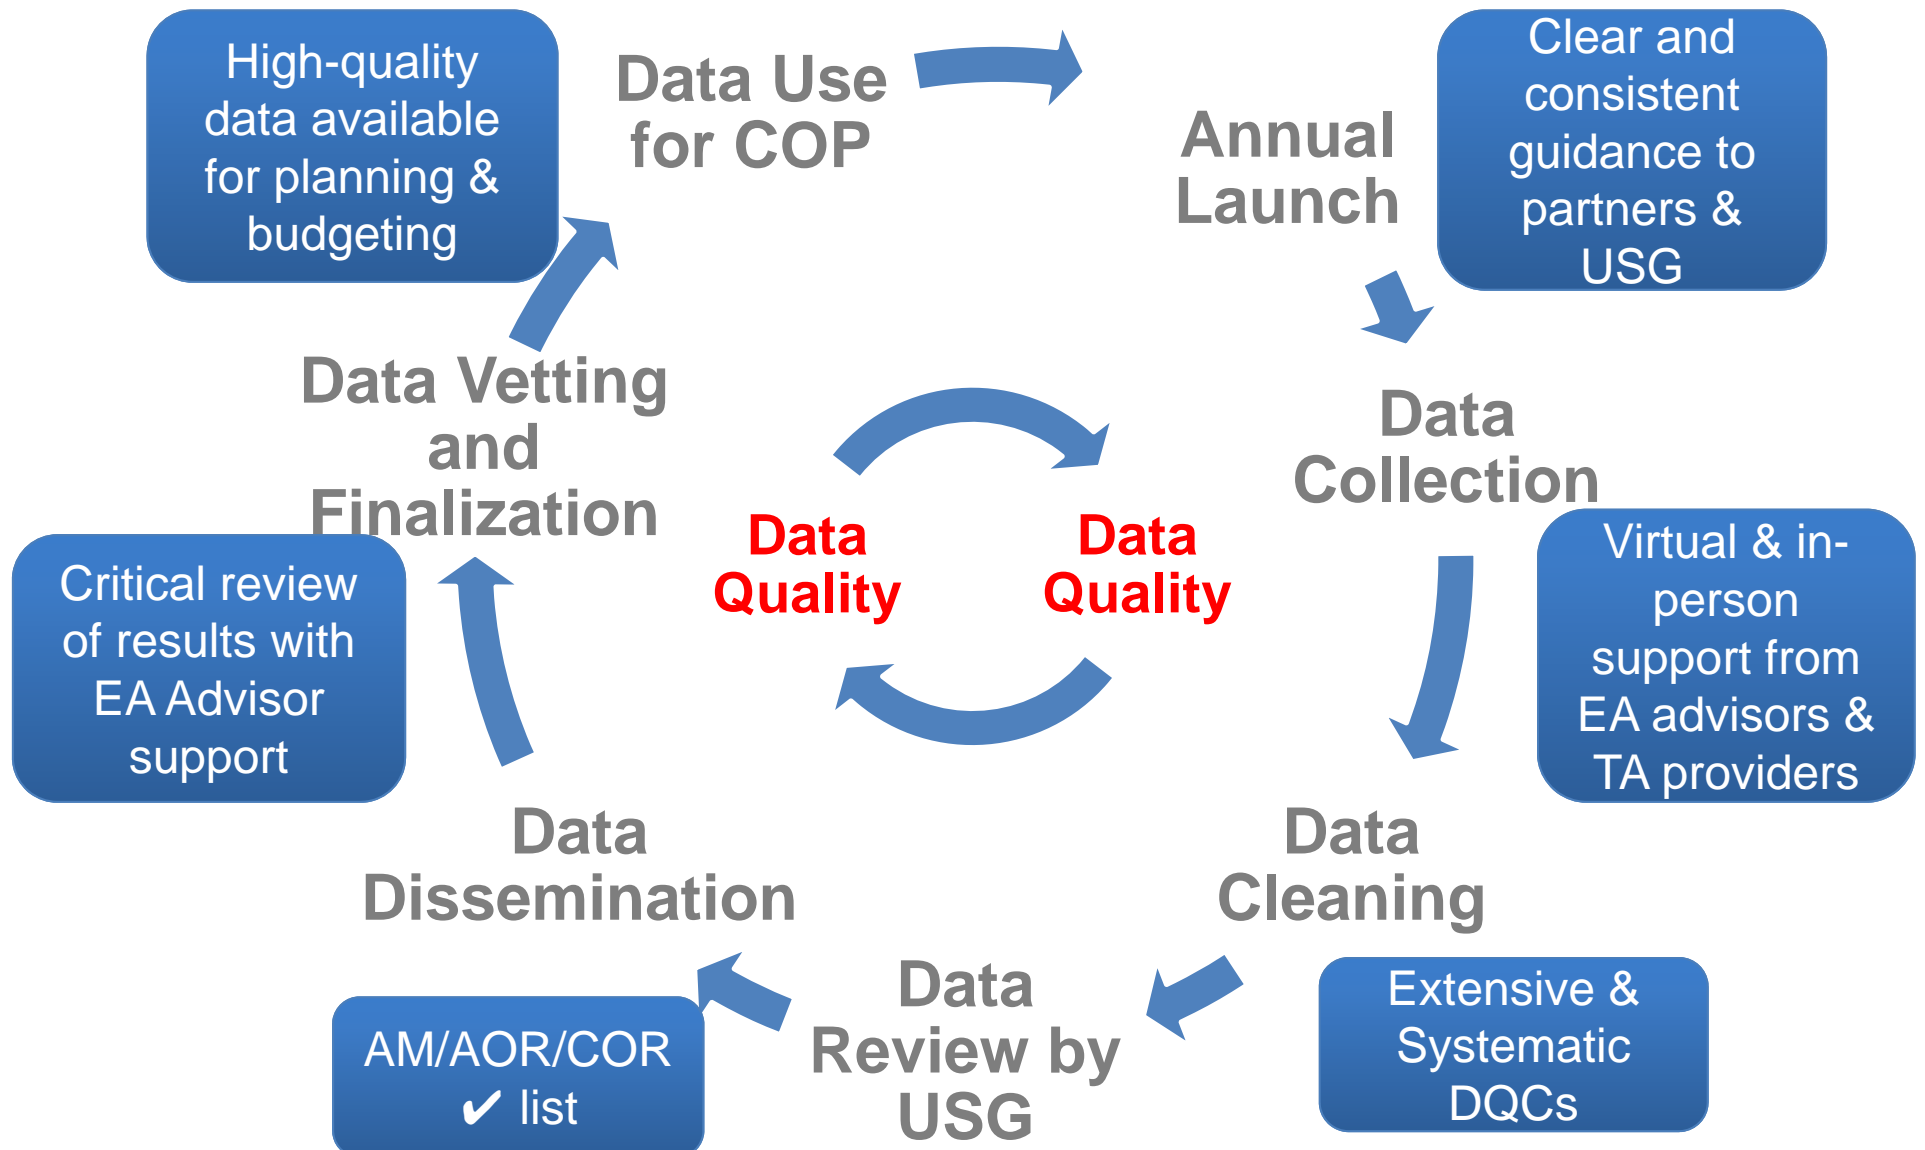 High-quality
data available
for planning &
budgeting
Data Use
for COP
Annual
Launch
Clear and
consistent
guidance to
partners &
USG
Data
Collection
Virtual & in-
person
support from
EA advisors &
TA providers
Data
Cleaning
Extensive &
Systematic
DQCs
Data
Review by
USG
AM/AOR/COR
✔ list
Data
Dissemination
Critical review
of results with
EA Advisor
support
Data Vetting
and
Finalization
Data
Quality
Data
Quality